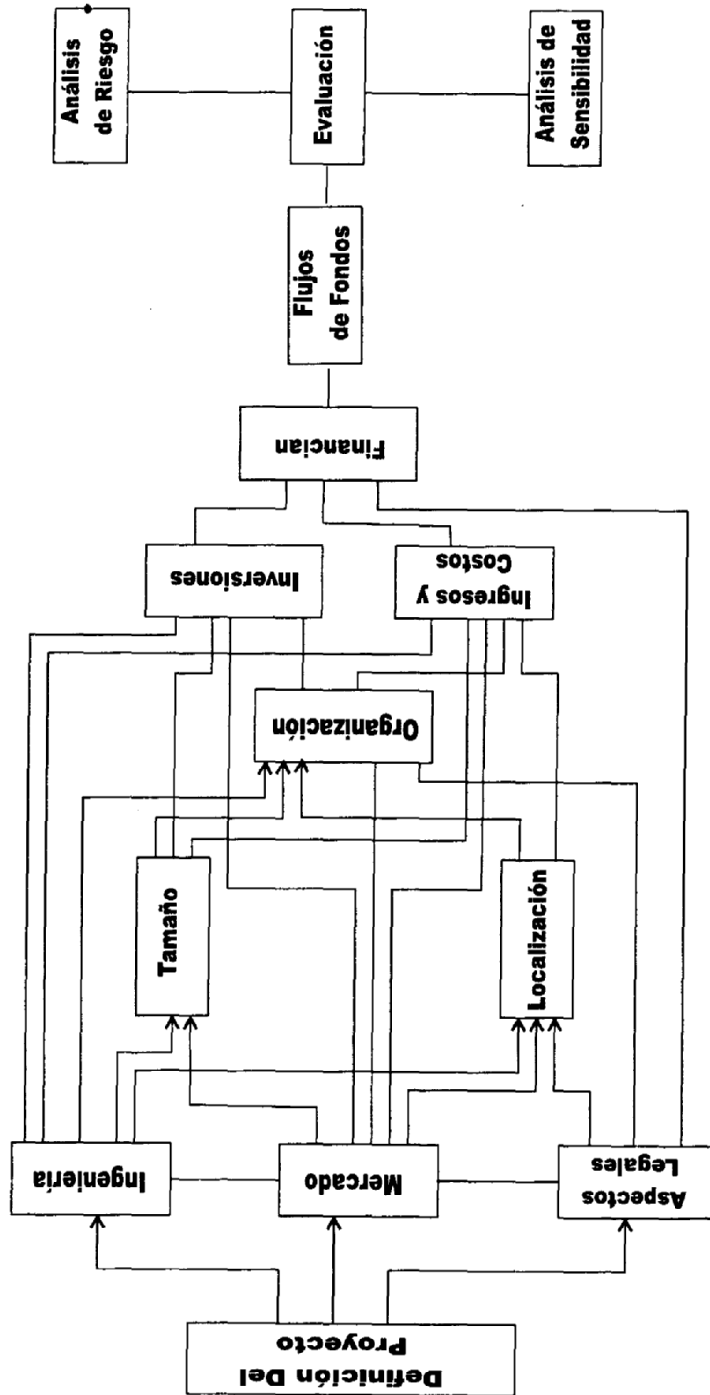 Análisis
de Riesgo
Evaluación
Análisis de
Sensibilidad
Flujos
de Fondos
Financian
Inversiones
Ingresos y
Costos
Organización
Tamaño
Localización
Ingeniería
Mercado
Aspectos
Legales
Definición Del
Proyecto